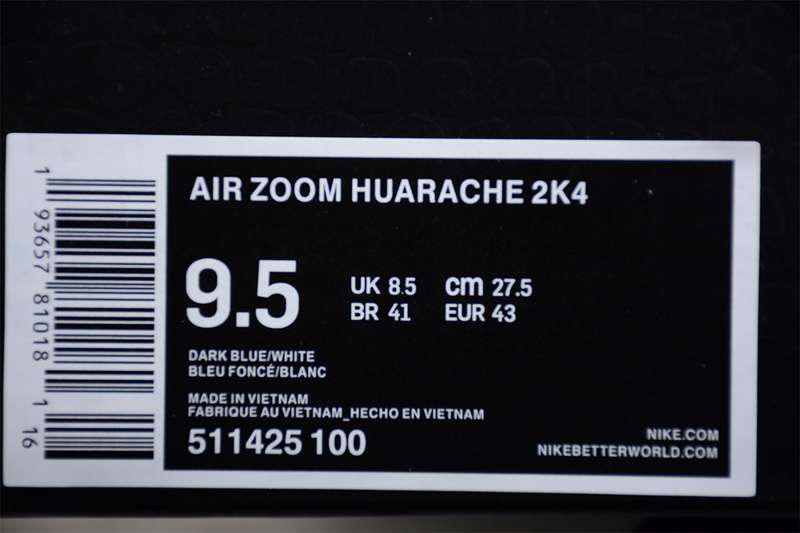 AIR ZOOM HUARACHE 2K4
9.5
UK 8.5 cm 27.5
BR 41 EUR 43
DARK BLUE/WHITE
BLEU FONCÉ/BLANC
MADE IN VIETNAM
FABRIQUE AU VIETNAM_HECHO EN VIETNAM
511425 100
NIKE.COM
NIKEBETTERWORLD.COM
1 93657 81018 1 16